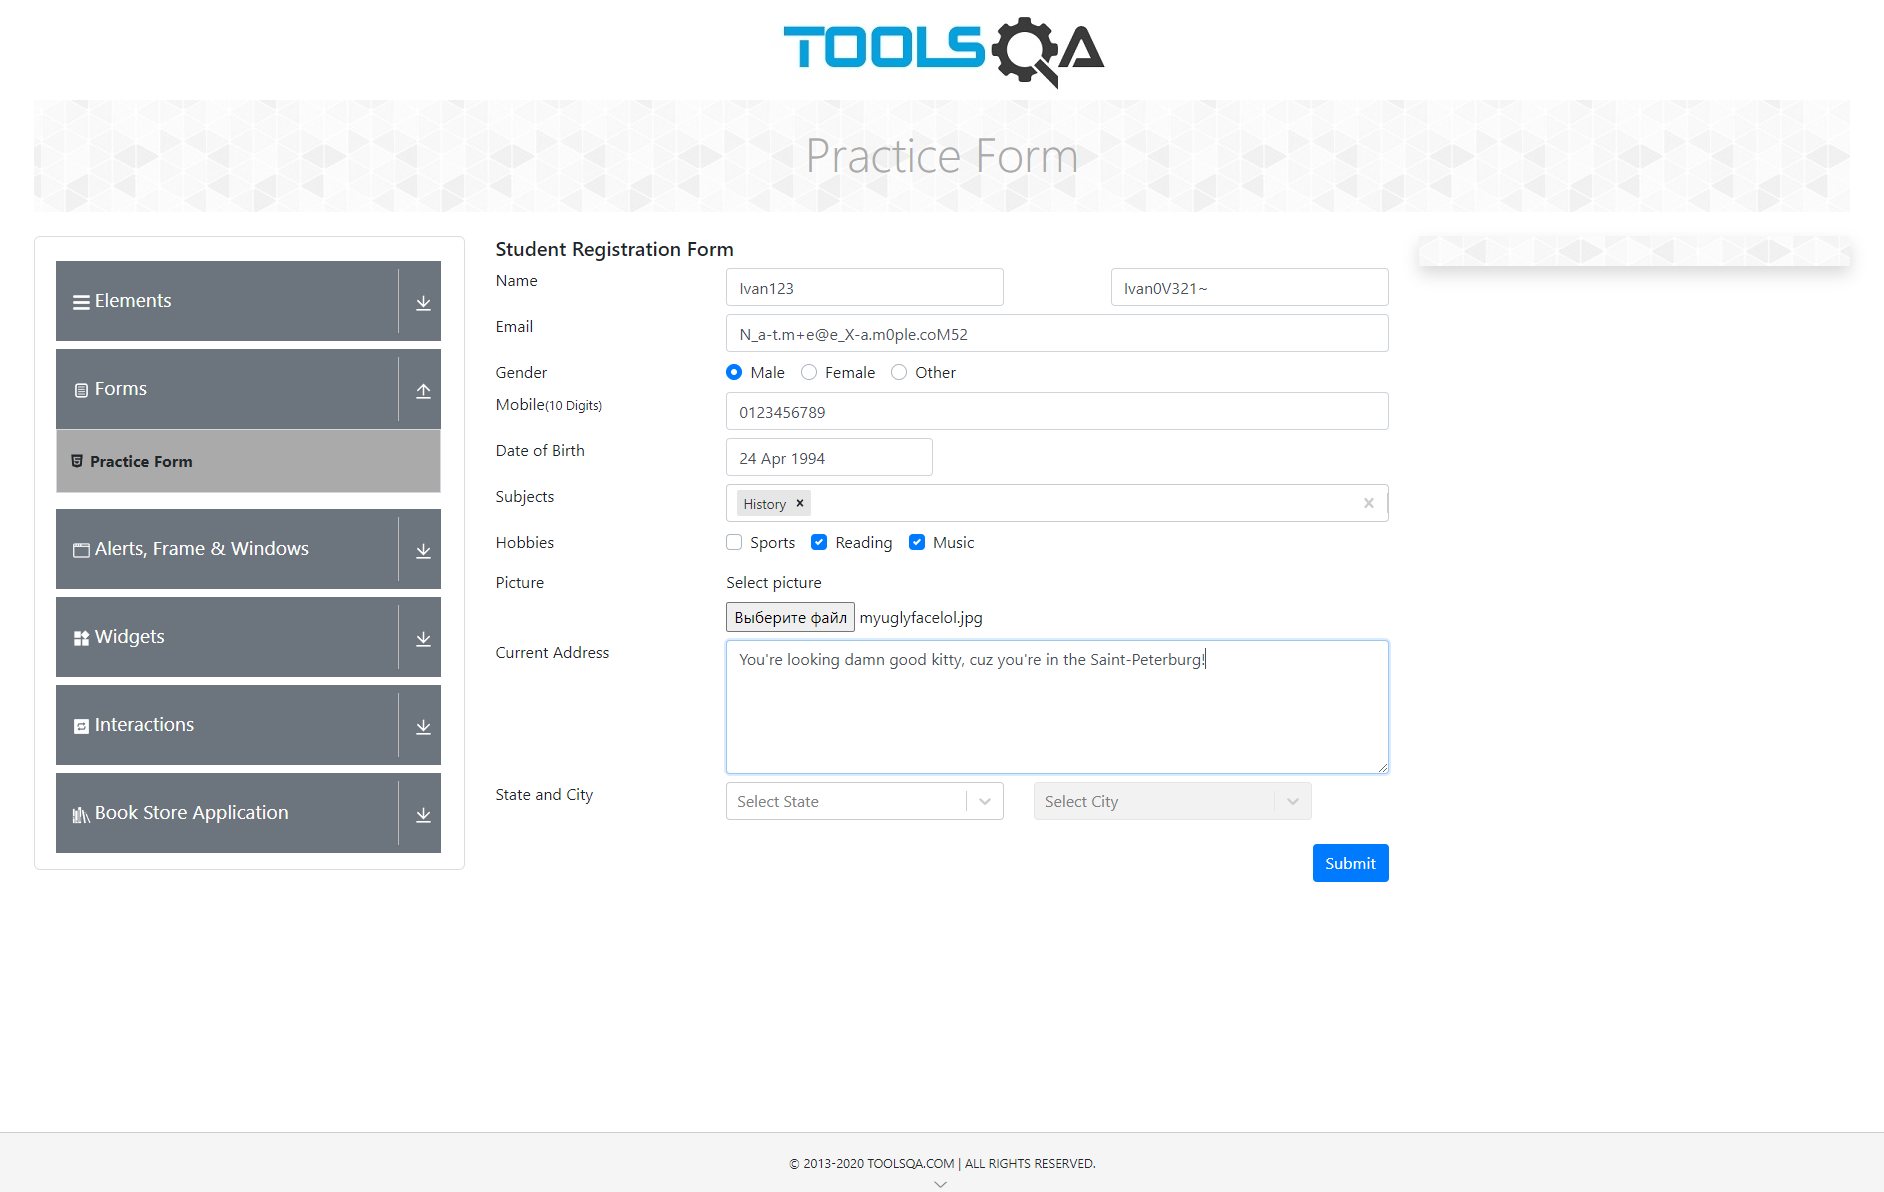 TOOLSQA
Practice Form
Elements
Forms
Practice Form
Alerts, Frame & Windows
Widgets
Interactions
Book Store Application
Student Registration Form
Name Ivan123 Ivan0V321~
Email N_a-t.m+e@e_X-a.m0ple.coM52
Gender Male Female Other
Mobile(10 Digits) 0123456789
Date of Birth 24 Apr 1994
Subjects History
Hobbies Sports Reading Music
Picture Select picture
Выберите файл myuglyfacelol.jpg
Current Address You're looking damn good kitty, cuz you're in the Saint-Peterburg!
State and City Select State Select City
Submit
© 2013-2020 TOOLSQA.COM | ALL RIGHTS RESERVED.